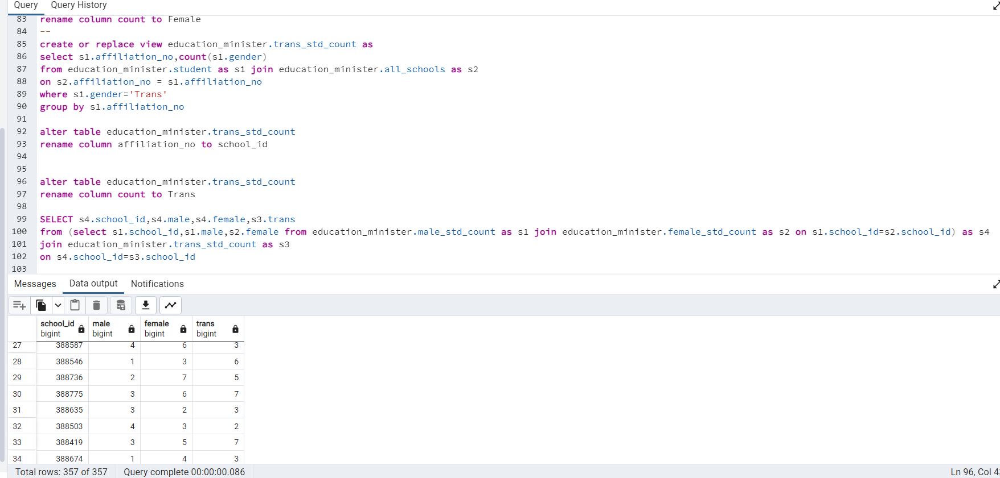 Query Query History
83 rename column count to Female
84 --
85 create or replace view education_minister.trans_std_count as
86 select s1.affiliation_no,count(s1.gender)
87 from education_minister.student as s1 join education_minister.all_schools as s2
88 on s2.affiliation_no = s1.affiliation_no
89 where s1.gender='Trans'
90 group by s1.affiliation_no
91
92 alter table education_minister.trans_std_count
93 rename column affiliation_no to school_id
94
95
96 alter table education_minister.trans_std_count
97 rename column count to Trans
98
99 SELECT s4.school_id,s4.male,s4.female,s3.trans
100 from (select s1.school_id,s1.male,s2.female from education_minister.male_std_count as s1 join education_minister.female_std_count as s2 on s1.school_id=s2.school_id) as s4
101 join education_minister.trans_std_count as s3
102 on s4.school_id=s3.school_id
103
Messages Data output Notifications
school_id male female trans
bigint bigint bigint bigint
27 388587 4 6 3
28 388546 1 3 6
29 388736 2 7 5
30 388775 3 6 7
31 388635 3 2 3
32 388503 4 3 2
33 388419 3 5 7
34 388674 1 4 3
Total rows: 357 of 357 Query complete 00:00:00.086 Ln 96, Col